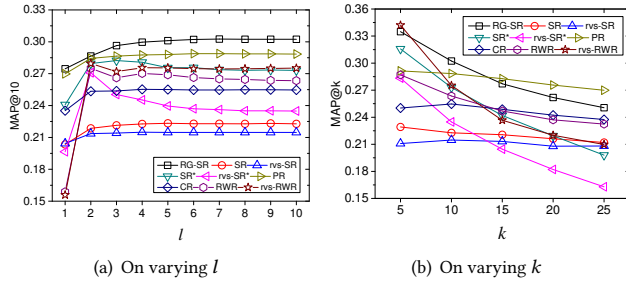 MAP@10
0.30
0.27
0.24
0.21
0.18
0.15
1 2 3 4 5 6 7 8 9 10
l
RG-SR SR rvs-SR
SR* rvs-SR* PR
CR RWR rvs-RWR
(a) On varying l
MAP@k
0.36
0.33
0.30
0.27
0.24
0.21
0.18
0.15
5 10 15 20 25
k
RG-SR SR rvs-SR
SR* rvs-SR* PR
CR RWR rvs-RWR
(b) On varying k